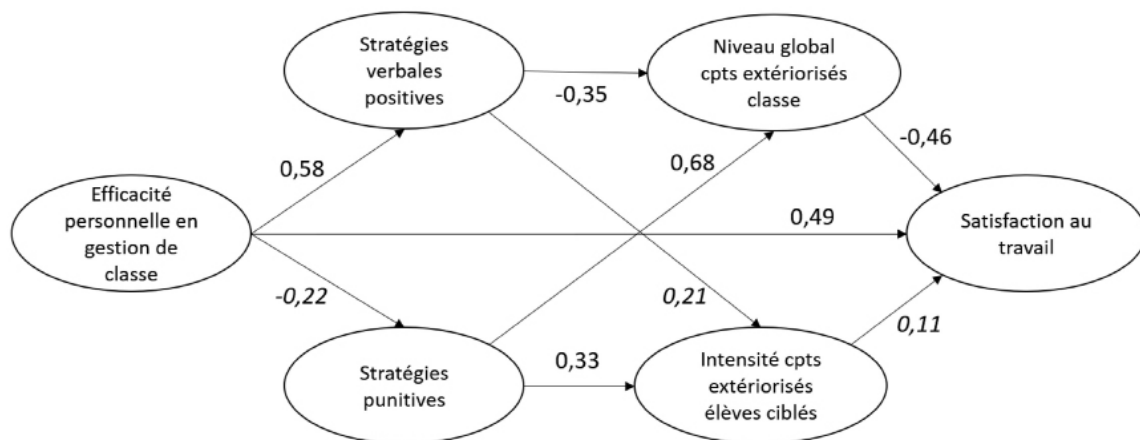 Stratégies
verbales
positives
Niveau global
cpts extériorisés
classe
-0,35
-0,46
0,58
0,68
Efficacité
personnelle en
gestion de
classe
0,49
Satisfaction au
travail
-0,22
0,21
0,11
Stratégies
punitives
0,33
Intensité cpts
extériorisés
élèves ciblés